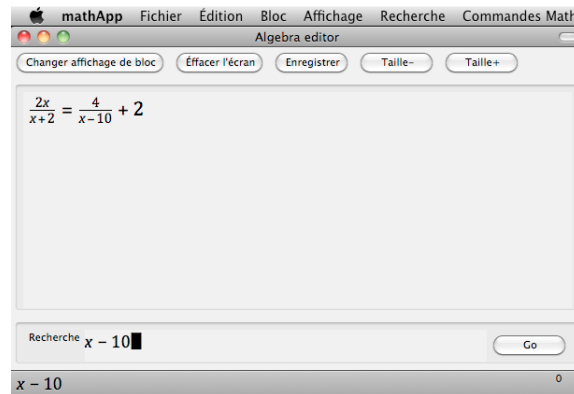 mathApp Fichier Édition Bloc Affichage Recherche Commandes Math
Algebra editor
Changer affichage de bloc Éffacer l'écran Enregistrer Taille- Taille+
2x/x+2 = 4/x−10 + 2
Recherche x − 10 Go
x − 10 0